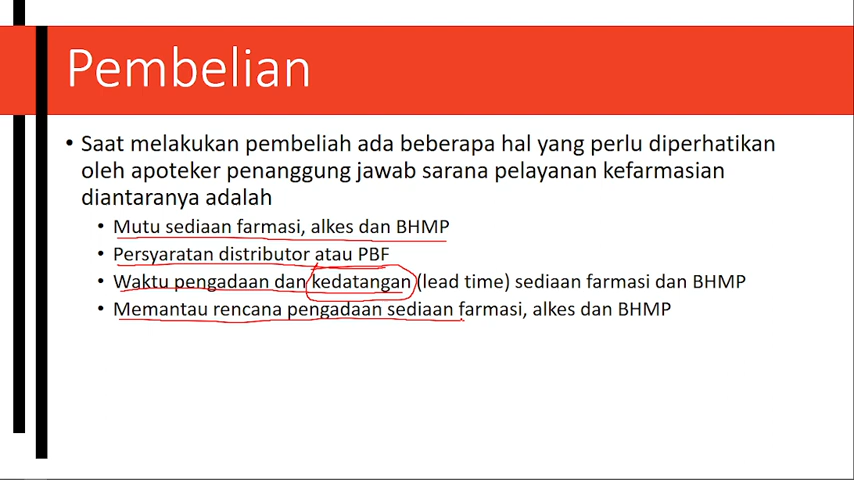 Pembelian
• Saat melakukan pembeliah ada beberapa hal yang perlu diperhatikan
oleh apoteker penanggung jawab sarana pelayanan kefarmasian
diantaranya adalah
• Mutu sediaan farmasi, alkes dan BHMP
• Persyaratan distributor atau PBF
• Waktu pengadaan dan kedatangan (lead time) sediaan farmasi dan BHMP
• Memantau rencana pengadaan sediaan farmasi, alkes dan BHMP